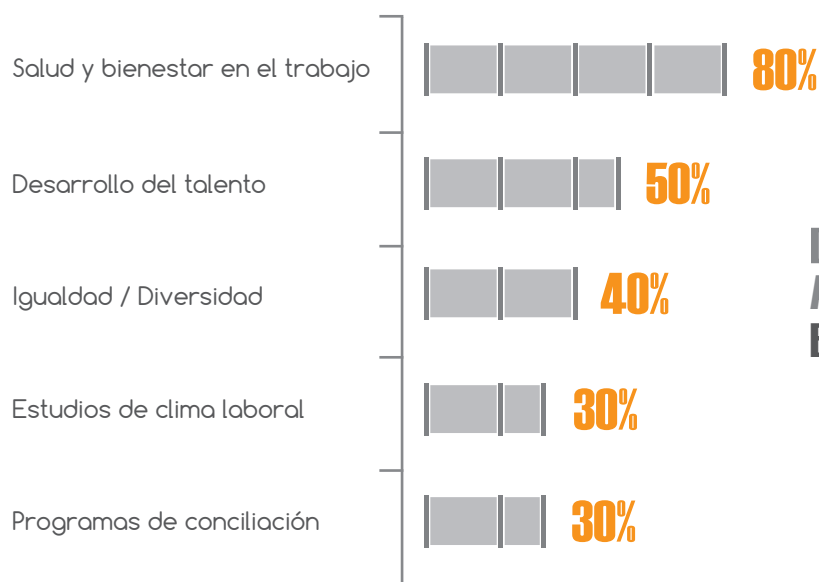 Salud y bienestar en el trabajo 80%
Desarrollo del talento 50%
Igualdad / Diversidad 40%
Estudios de clima laboral 30%
Programas de conciliación 30%